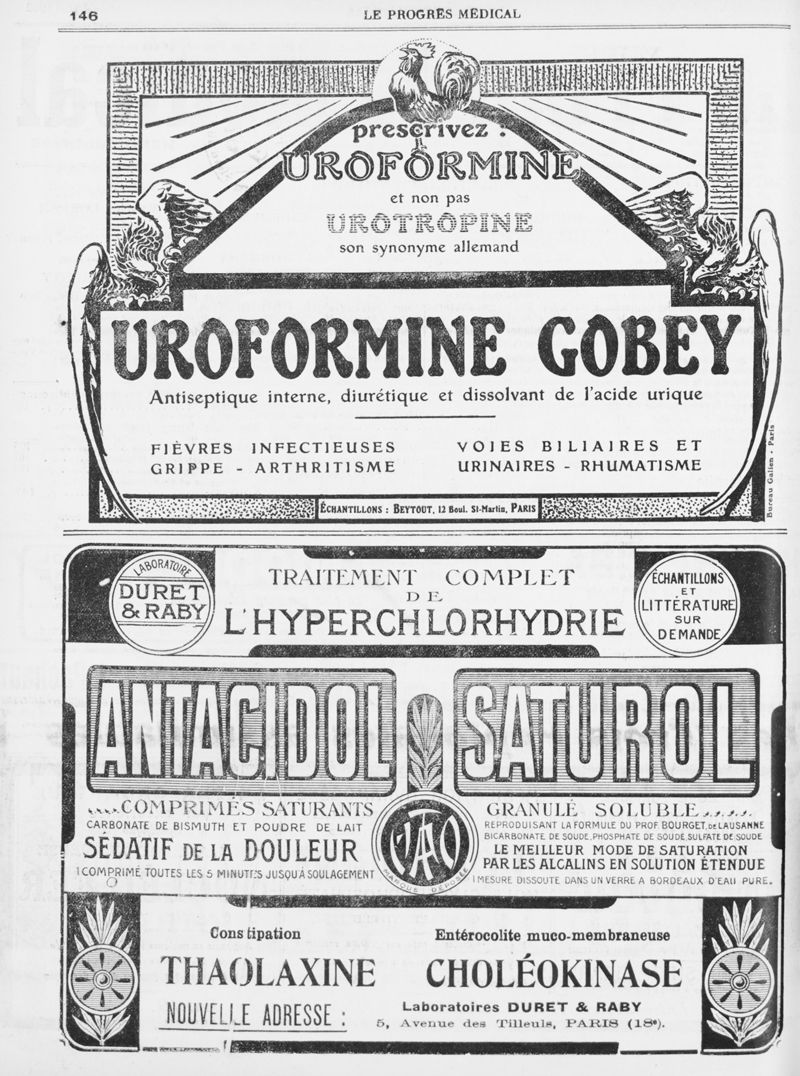 146
LE PROGRÈS MÉDICAL
prescrivez :
UROFORMINE
et non pas
UROTROPINE
son synonyme allemand
UROFORMINE GOBEY
Antiseptique interne, diurétique et dissolvant de l'acide urique
FIÈVRES INFECTIEUSES
GRIPPE - ARTHRITISME
VOIES BILIAIRES ET
URINAIRES - RHUMATISME
ÉCHANTILLONS : BEYTOUT, 12 Boul. St-Martin, PARIS
Bureau Galien - Paris
LABORATOIRE
DURET
& RABY
TRAITEMENT COMPLET
DE
L'HYPERCHLORHYDRIE
ÉCHANTILLONS
ET
LITTÉRATURE
SUR
DEMANDE
ANTACIDOL
SATUROL
....COMPRIMÉS SATURANTS
CARBONATE DE BISMUTH ET POUDRE DE LAIT
SÉDATIF DE LA DOULEUR
1 COMPRIMÉ TOUTES LES 5 MINUTES JUSQU'A SOULAGEMENT
MARQUE DÉPOSÉE
GRANULÉ SOLUBLE....
REPRODUISANT LA FORMULE DU PROF. BOURGET, DE LAUSANNE
BICARBONATE DE SOUDE, PHOSPHATE DE SOUDE, SULFATE DE SOUDE
LE MEILLEUR MODE DE SATURATION
PAR LES ALCALINS EN SOLUTION ÉTENDUE
1 MESURE DISSOUTE DANS UN VERRE A BORDEAUX D'EAU PURE.
Constipation
THAOLAXINE
Entérocolite muco-membraneuse
CHOLÉOKINASE
NOUVELLE ADRESSE :
Laboratoires DURET & RABY
5, Avenue des Tilleuls, PARIS (18e).